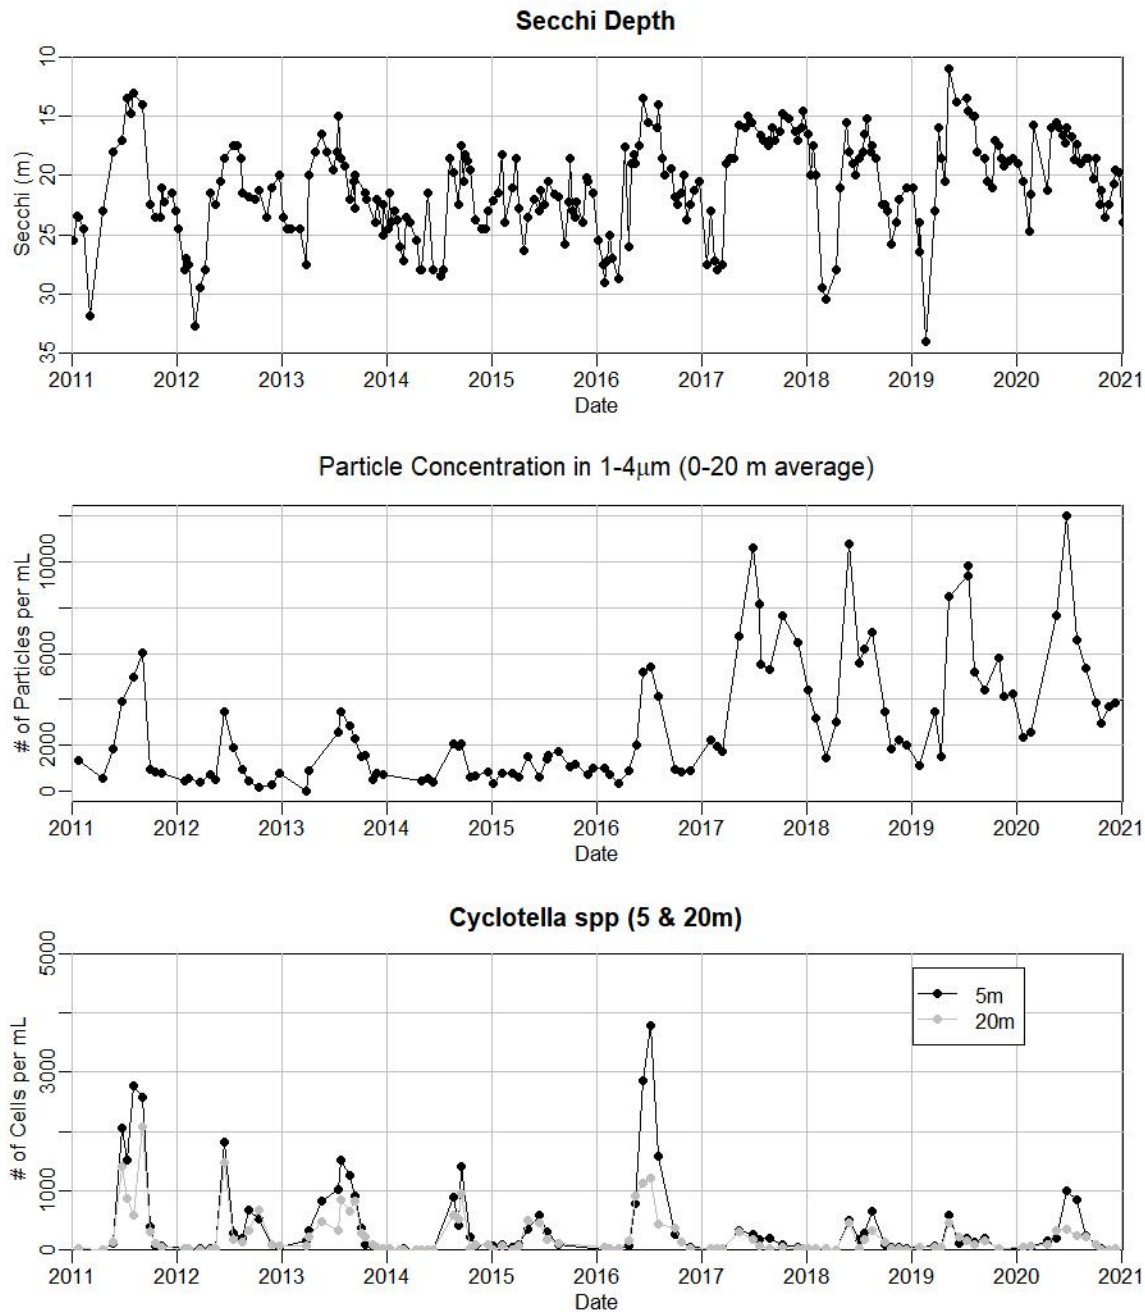 Secchi Depth
Secchi (m)
10
15
20
25
30
35
2011 2012 2013 2014 2015 2016 2017 2018 2019 2020 2021
Date
Particle Concentration in 1-4μm (0-20 m average)
# of Particles per mL
10000
6000
2000
0
2011 2012 2013 2014 2015 2016 2017 2018 2019 2020 2021
Date
Cyclotella spp (5 & 20m)
# of Cells per mL
5000
3000
1000
0
5m
20m
2011 2012 2013 2014 2015 2016 2017 2018 2019 2020 2021
Date